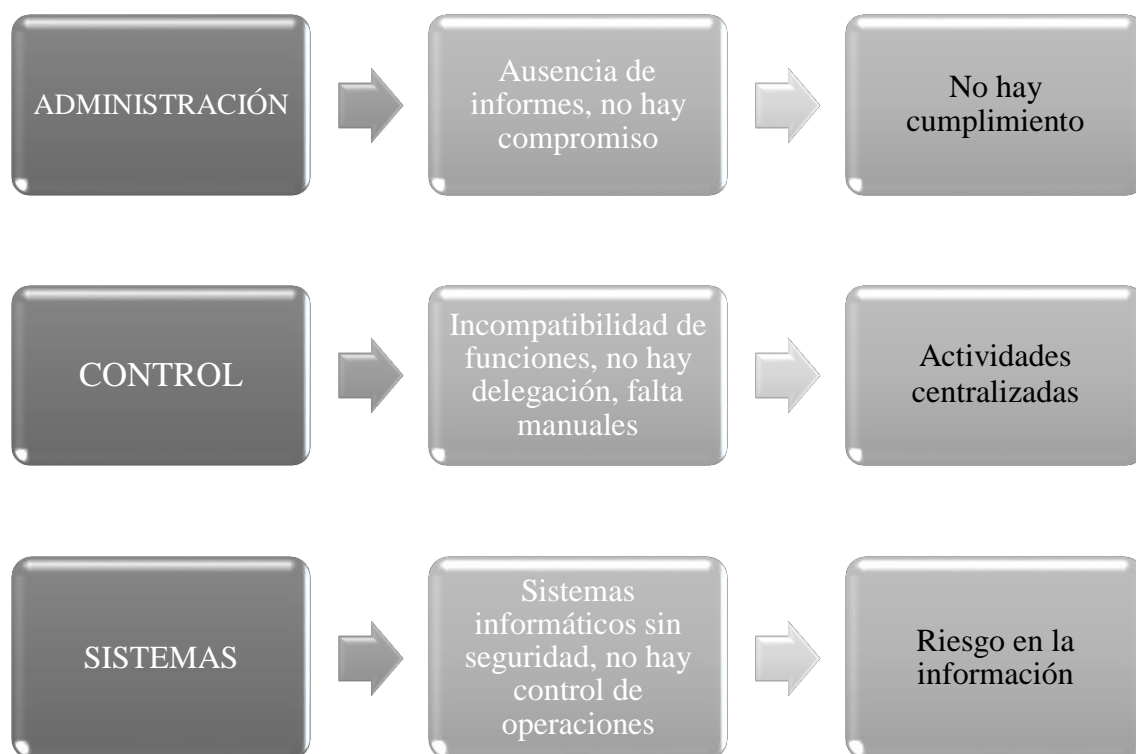 ADMINISTRACIÓN
Ausencia de
informes, no hay
compromiso
No hay
cumplimiento
CONTROL
Incompatibilidad de
funciones, no hay
delegación, falta
manuales
Actividades
centralizadas
SISTEMAS
Sistemas
informáticos sin
seguridad, no hay
control de
operaciones
Riesgo en la
información